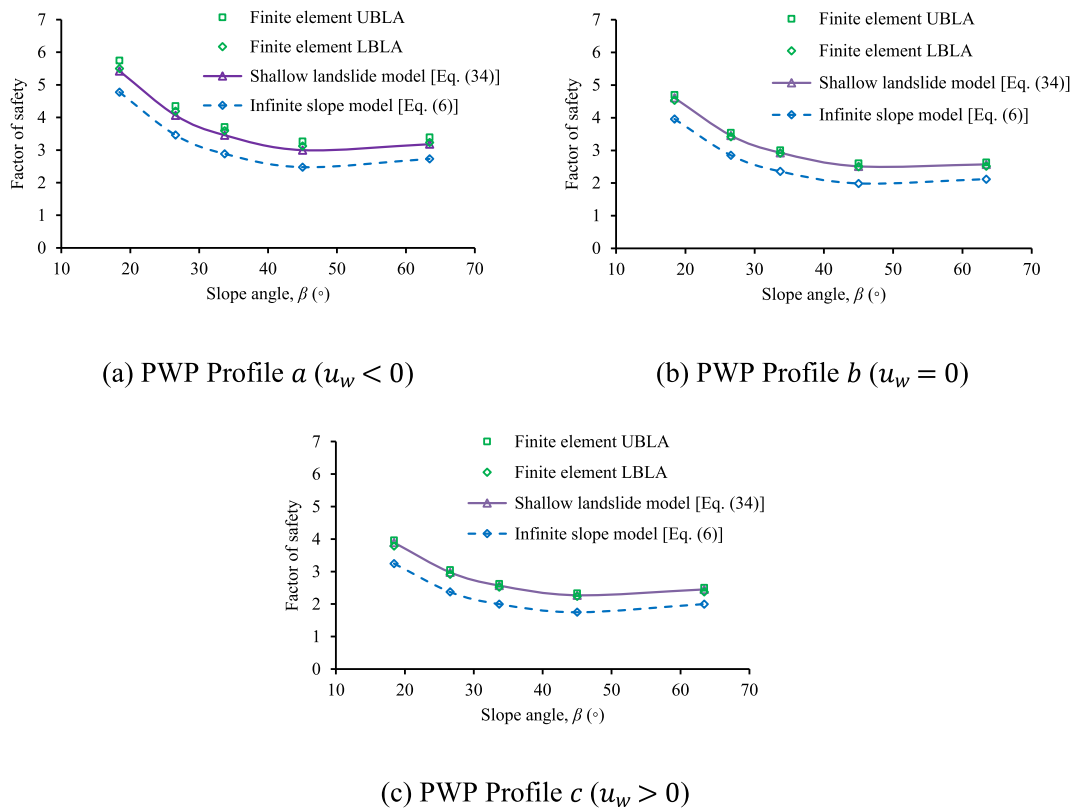 7
6
5
4
3
2
1
0
Factor of safety
Finite element UBLA
Finite element LBLA
Shallow landslide model [Eq. (34)]
Infinite slope model [Eq. (6)]
10 20 30 40 50 60 70
Slope angle, β (◦)
(a) PWP Profile a (u_w < 0)
7
6
5
4
3
2
1
0
Factor of safety
Finite element UBLA
Finite element LBLA
Shallow landslide model [Eq. (34)]
Infinite slope model [Eq. (6)]
10 20 30 40 50 60 70
Slope angle, β (◦)
(b) PWP Profile b (u_w = 0)
7
6
5
4
3
2
1
0
Factor of safety
Finite element UBLA
Finite element LBLA
Shallow landslide model [Eq. (34)]
Infinite slope model [Eq. (6)]
10 20 30 40 50 60 70
Slope angle, β (◦)
(c) PWP Profile c (u_w > 0)